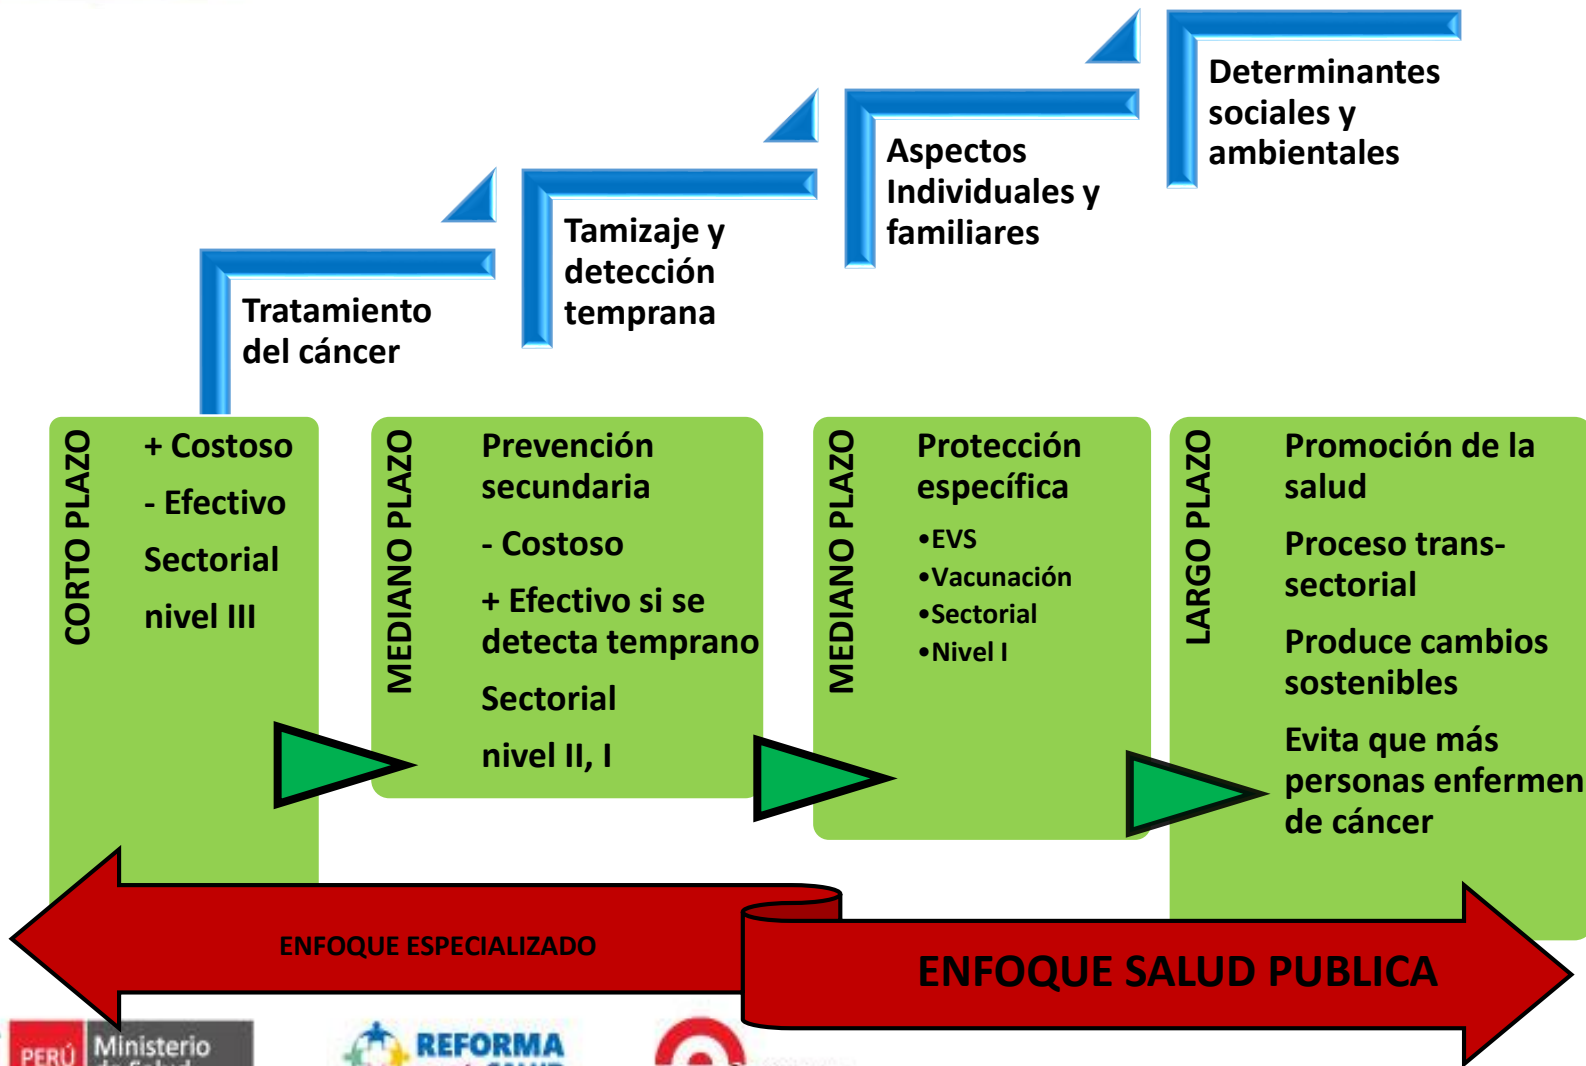 Determinantes
sociales y
ambientales
Aspectos
Individuales y
familiares
Tamizaje y
detección
temprana
Tratamiento
del cáncer
CORTO PLAZO
+ Costoso
- Efectivo
Sectorial
nivel III
MEDIANO PLAZO
Prevención
secundaria
- Costoso
+ Efectivo si se
detecta temprano
Sectorial
nivel II, I
MEDIANO PLAZO
Protección
específica
•EVS
•Vacunación
•Sectorial
•Nivel I
LARGO PLAZO
Promoción de la
salud
Proceso trans-
sectorial
Produce cambios
sostenibles
Evita que más
personas enfermen
de cáncer
ENFOQUE ESPECIALIZADO
ENFOQUE SALUD PUBLICA
PERÚ
Ministerio
REFORMA